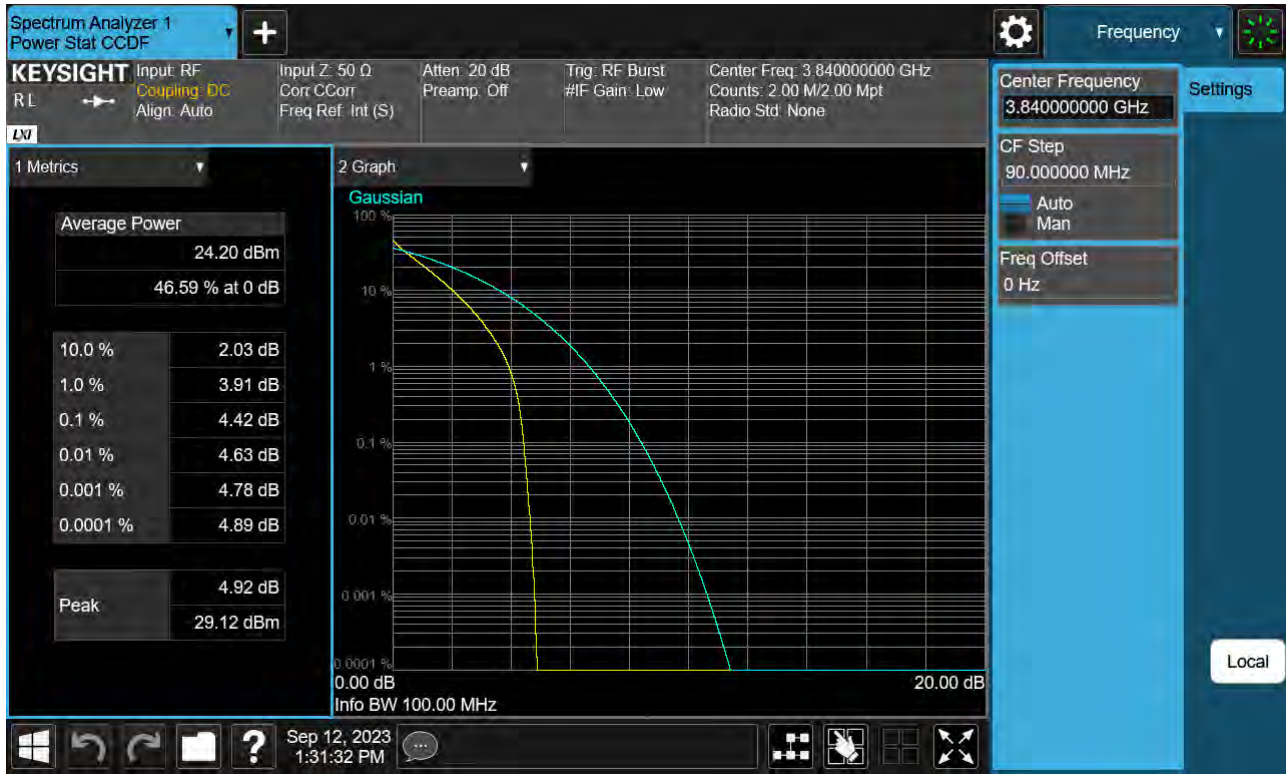 Spectrum Analyzer 1
Power Stat CCDF
+
Frequency
KEYSIGHT
RL
LXI
Input: RF
Coupling: DC
Align: Auto
Input Z: 50 Ω
Corr CCorr
Freq Ref: Int (S)
Atten: 20 dB
Preamp: Off
Trig: RF Burst
#IF Gain: Low
Center Freq: 3.840000000 GHz
Counts: 2.00 M/2.00 Mpt
Radio Std: None
Center Frequency
3.840000000 GHz
Settings
CF Step
90.000000 MHz
Auto
Man
Freq Offset
0 Hz
1 Metrics
Average Power
24.20 dBm
46.59 % at 0 dB
10.0 % 2.03 dB
1.0 % 3.91 dB
0.1 % 4.42 dB
0.01 % 4.63 dB
0.001 % 4.78 dB
0.0001 % 4.89 dB
Peak
4.92 dB
29.12 dBm
2 Graph
Gaussian
100 %
10 %
1 %
0.1 %
0.01 %
0.001 %
0.0001 %
0.00 dB 20.00 dB
Info BW 100.00 MHz
Local
?
Sep 12, 2023
1:31:32 PM